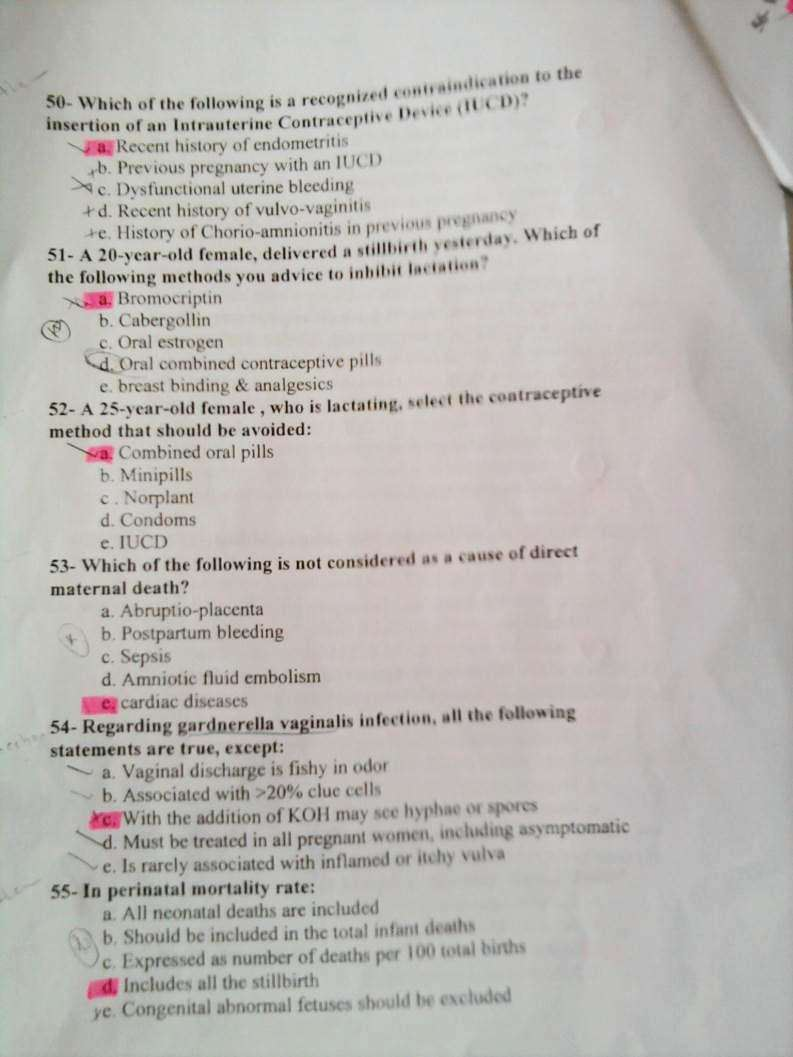 50- Which of the following is a recognized contraindication to the
insertion of an Intrauterine Contraceptive Device (IUCD)?
a. Recent history of endometritis
b. Previous pregnancy with an IUCD
c. Dysfunctional uterine bleeding
d. Recent history of vulvo-vaginitis
e. History of Chorio-amnionitis in previous pregnancy
51- A 20-year-old female, delivered a stillbirth yesterday. Which of
the following methods you advice to inhibit lactation?
a. Bromocriptin
b. Cabergollin
c. Oral estrogen
d. Oral combined contraceptive pills
e. breast binding & analgesics
52- A 25-year-old female , who is lactating, select the contraceptive
method that should be avoided:
a. Combined oral pills
b. Minipills
c . Norplant
d. Condoms
e. IUCD
53- Which of the following is not considered as a cause of direct
maternal death?
a. Abruptio-placenta
b. Postpartum bleeding
c. Sepsis
d. Amniotic fluid embolism
e. cardiac diseases
54- Regarding gardnerella vaginalis infection, all the following
statements are true, except:
a. Vaginal discharge is fishy in odor
b. Associated with >20% clue cells
c. With the addition of KOH may see hyphae or spores
d. Must be treated in all pregnant women, including asymptomatic
e. Is rarely associated with inflamed or itchy vulva
55- In perinatal mortality rate:
a. All neonatal deaths are included
b. Should be included in the total infant deaths
c. Expressed as number of deaths per 100 total births
d. Includes all the stillbirth
e. Congenital abnormal fetuses should be excluded